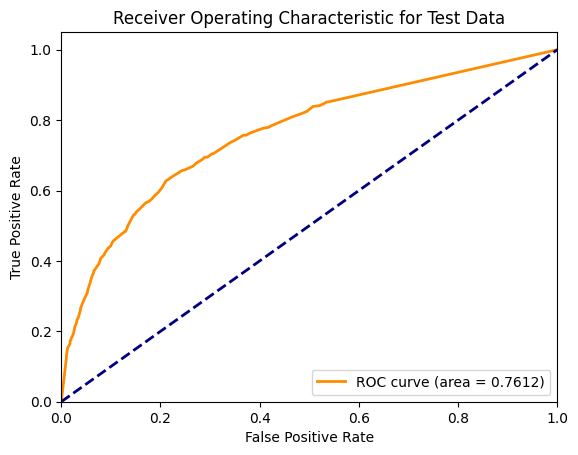 Receiver Operating Characteristic for Test Data
1.0
0.8
0.6
0.4
0.2
0.0
True Positive Rate
ROC curve (area = 0.7612)
0.0 0.2 0.4 0.6 0.8 1.0
False Positive Rate